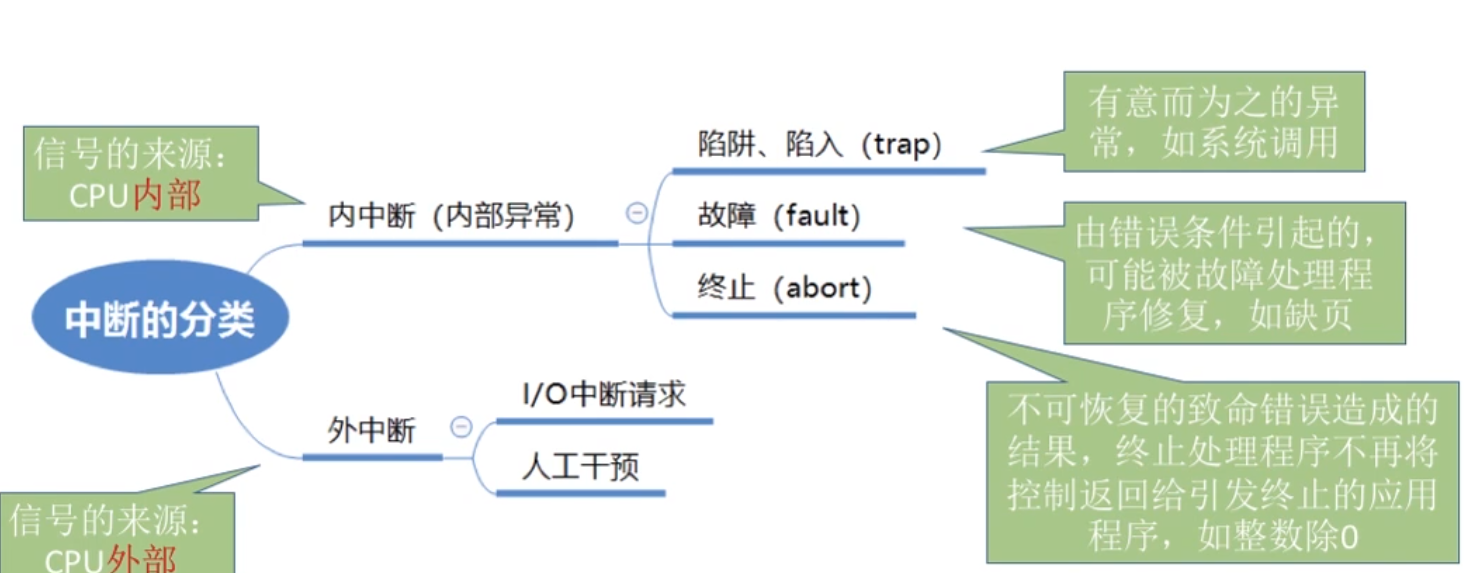 有意而为之的异
常，如系统调用
陷阱、陷入（trap）
信号的来源：
CPU内部
内中断（内部异常）
故障（fault）
由错误条件引起的，
可能被故障处理程
序修复，如缺页
终止（abort）
中断的分类
I/O中断请求
外中断
人工干预
不可恢复的致命错误造成的
结果，终止处理程序不再将
控制返回给引发终止的应用
程序，如整数除0
信号的来源：
CPU外部